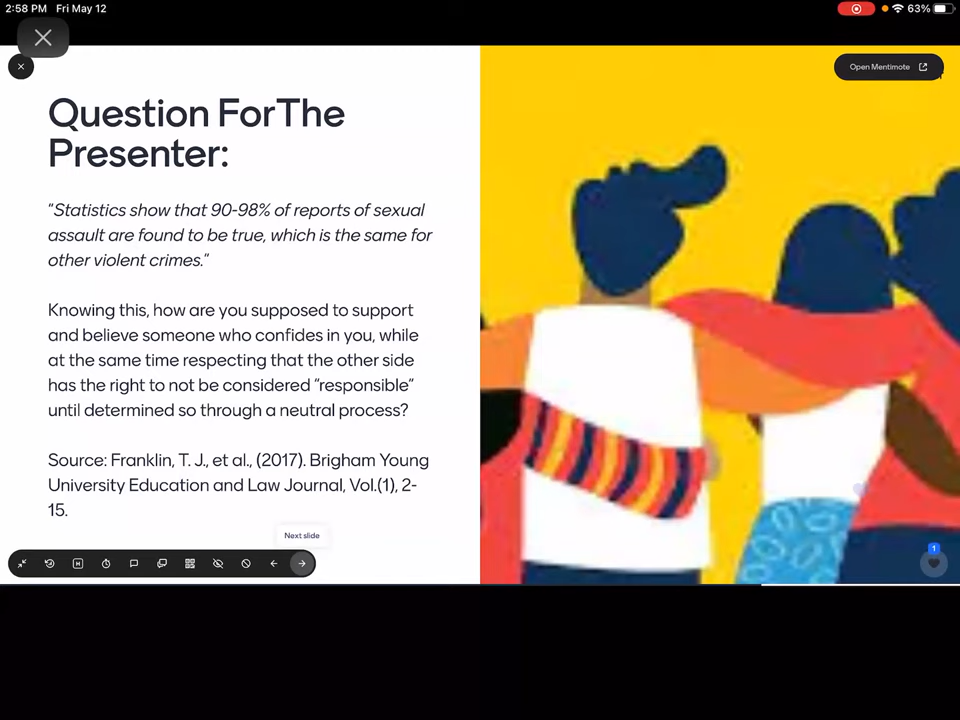 2:58 PM Fri May 12
63%
Open Mentimote
Question ForThe
Presenter:
"Statistics show that 90-98% of reports of sexual
assault are found to be true, which is the same for
other violent crimes."
Knowing this, how are you supposed to support
and believe someone who confides in you, while
at the same time respecting that the other side
has the right to not be considered "responsible"
until determined so through a neutral process?
Source: Franklin, T. J., et al., (2017). Brigham Young
University Education and Law Journal, Vol.(1), 2-
15.
Next slide
1